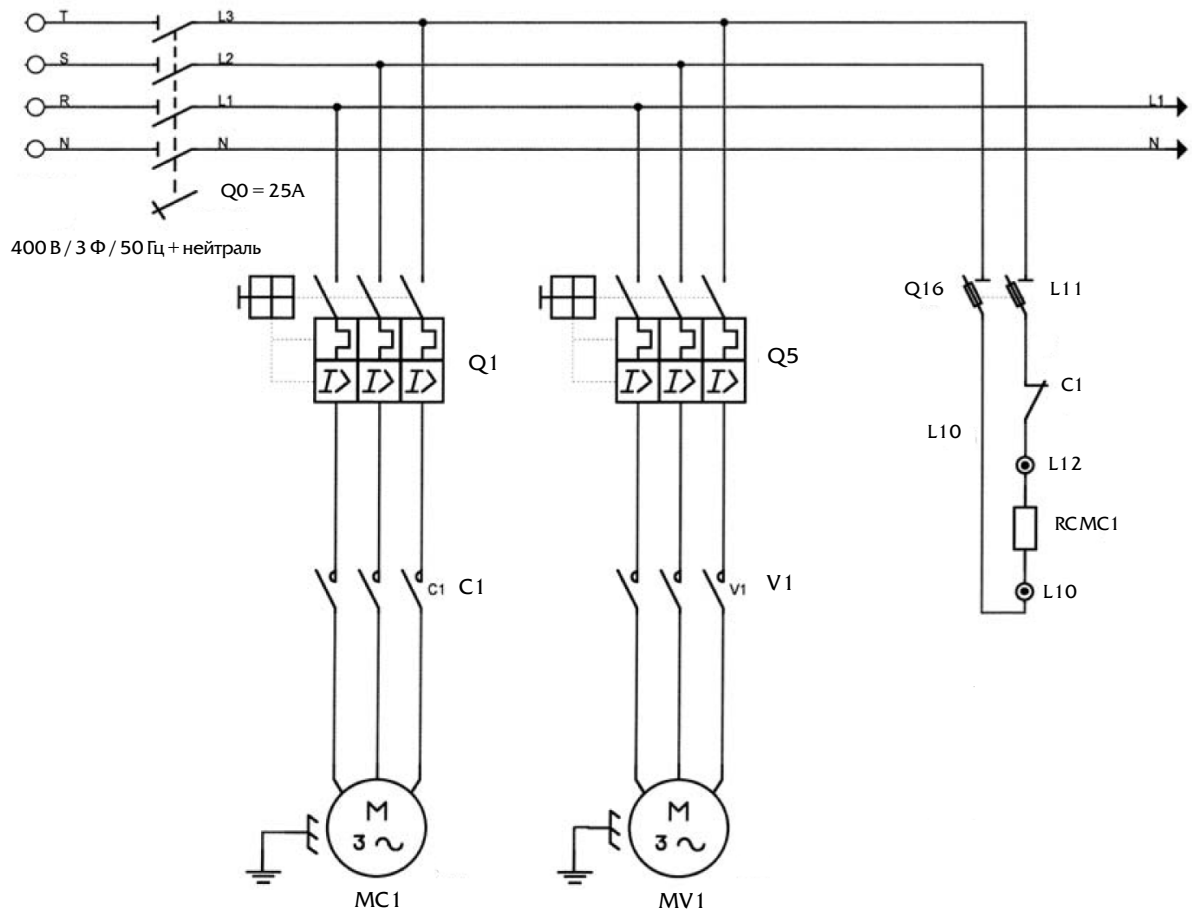 T L3
S L2
R L1 L1
N N N
Q0 = 25A
400 В / 3 Ф / 50 Гц + нейтраль
Q16 L11
Q1 Q5
I> I> I> I> I> I>
C1
L10
L12
RCMC1
C1 C1 V1 V1
L10
M M
3 ~ 3 ~
MC1 MV1